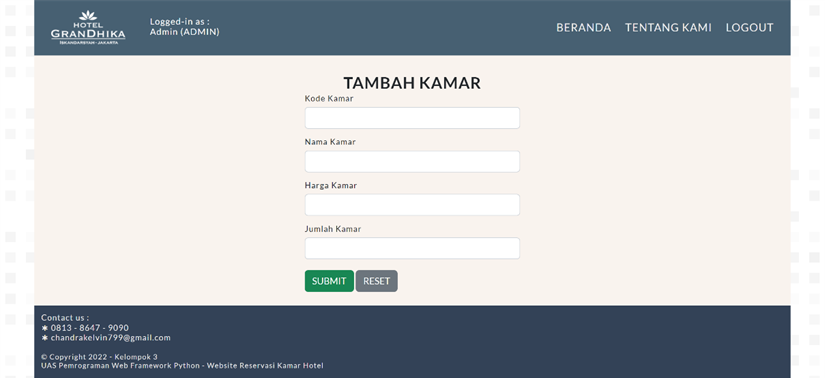 HOTEL
GRANDHIKA
ISKANDARSYAH - JAKARTA
Logged-in as :
Admin (ADMIN)
BERANDA TENTANG KAMI LOGOUT
TAMBAH KAMAR
Kode Kamar
Nama Kamar
Harga Kamar
Jumlah Kamar
SUBMIT RESET
Contact us :
✱ 0813 - 8647 - 9090
✱ chandrakelvin799@gmail.com
© Copyright 2022 - Kelompok 3
UAS Pemrograman Web Framework Python - Website Reservasi Kamar Hotel